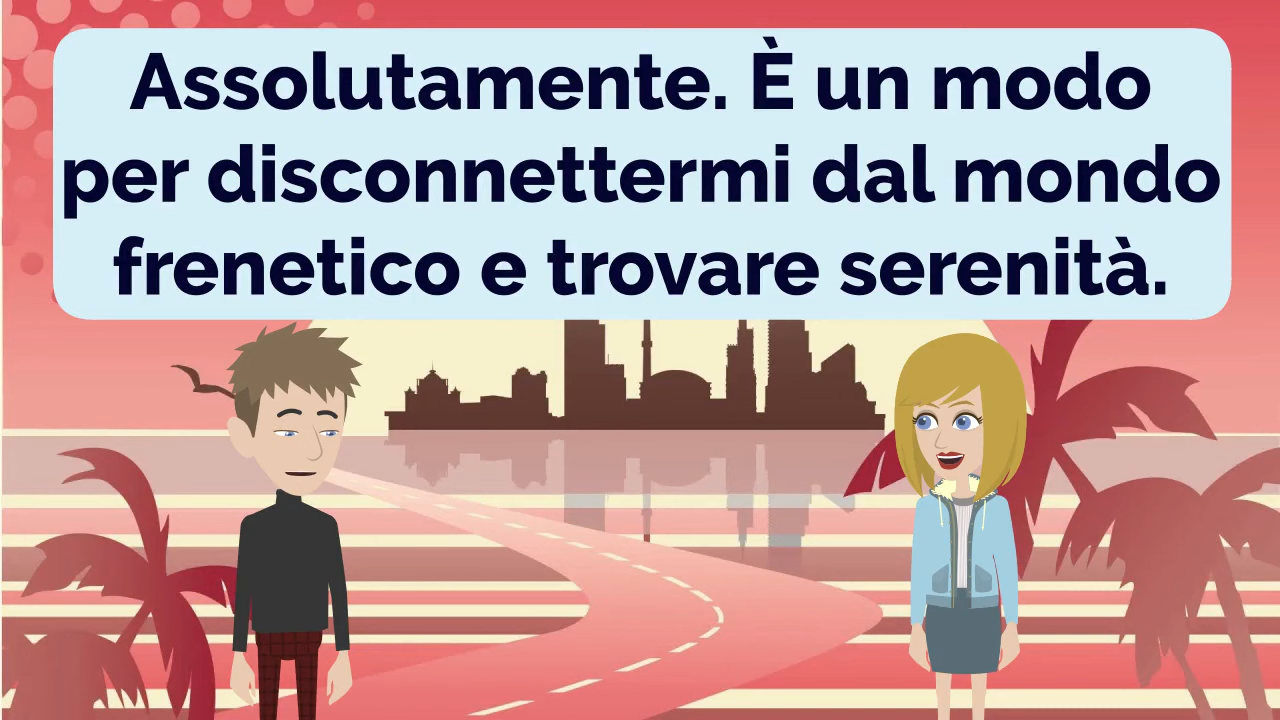 Assolutamente. È un modo
per disconnettermi dal mondo
frenetico e trovare serenità.